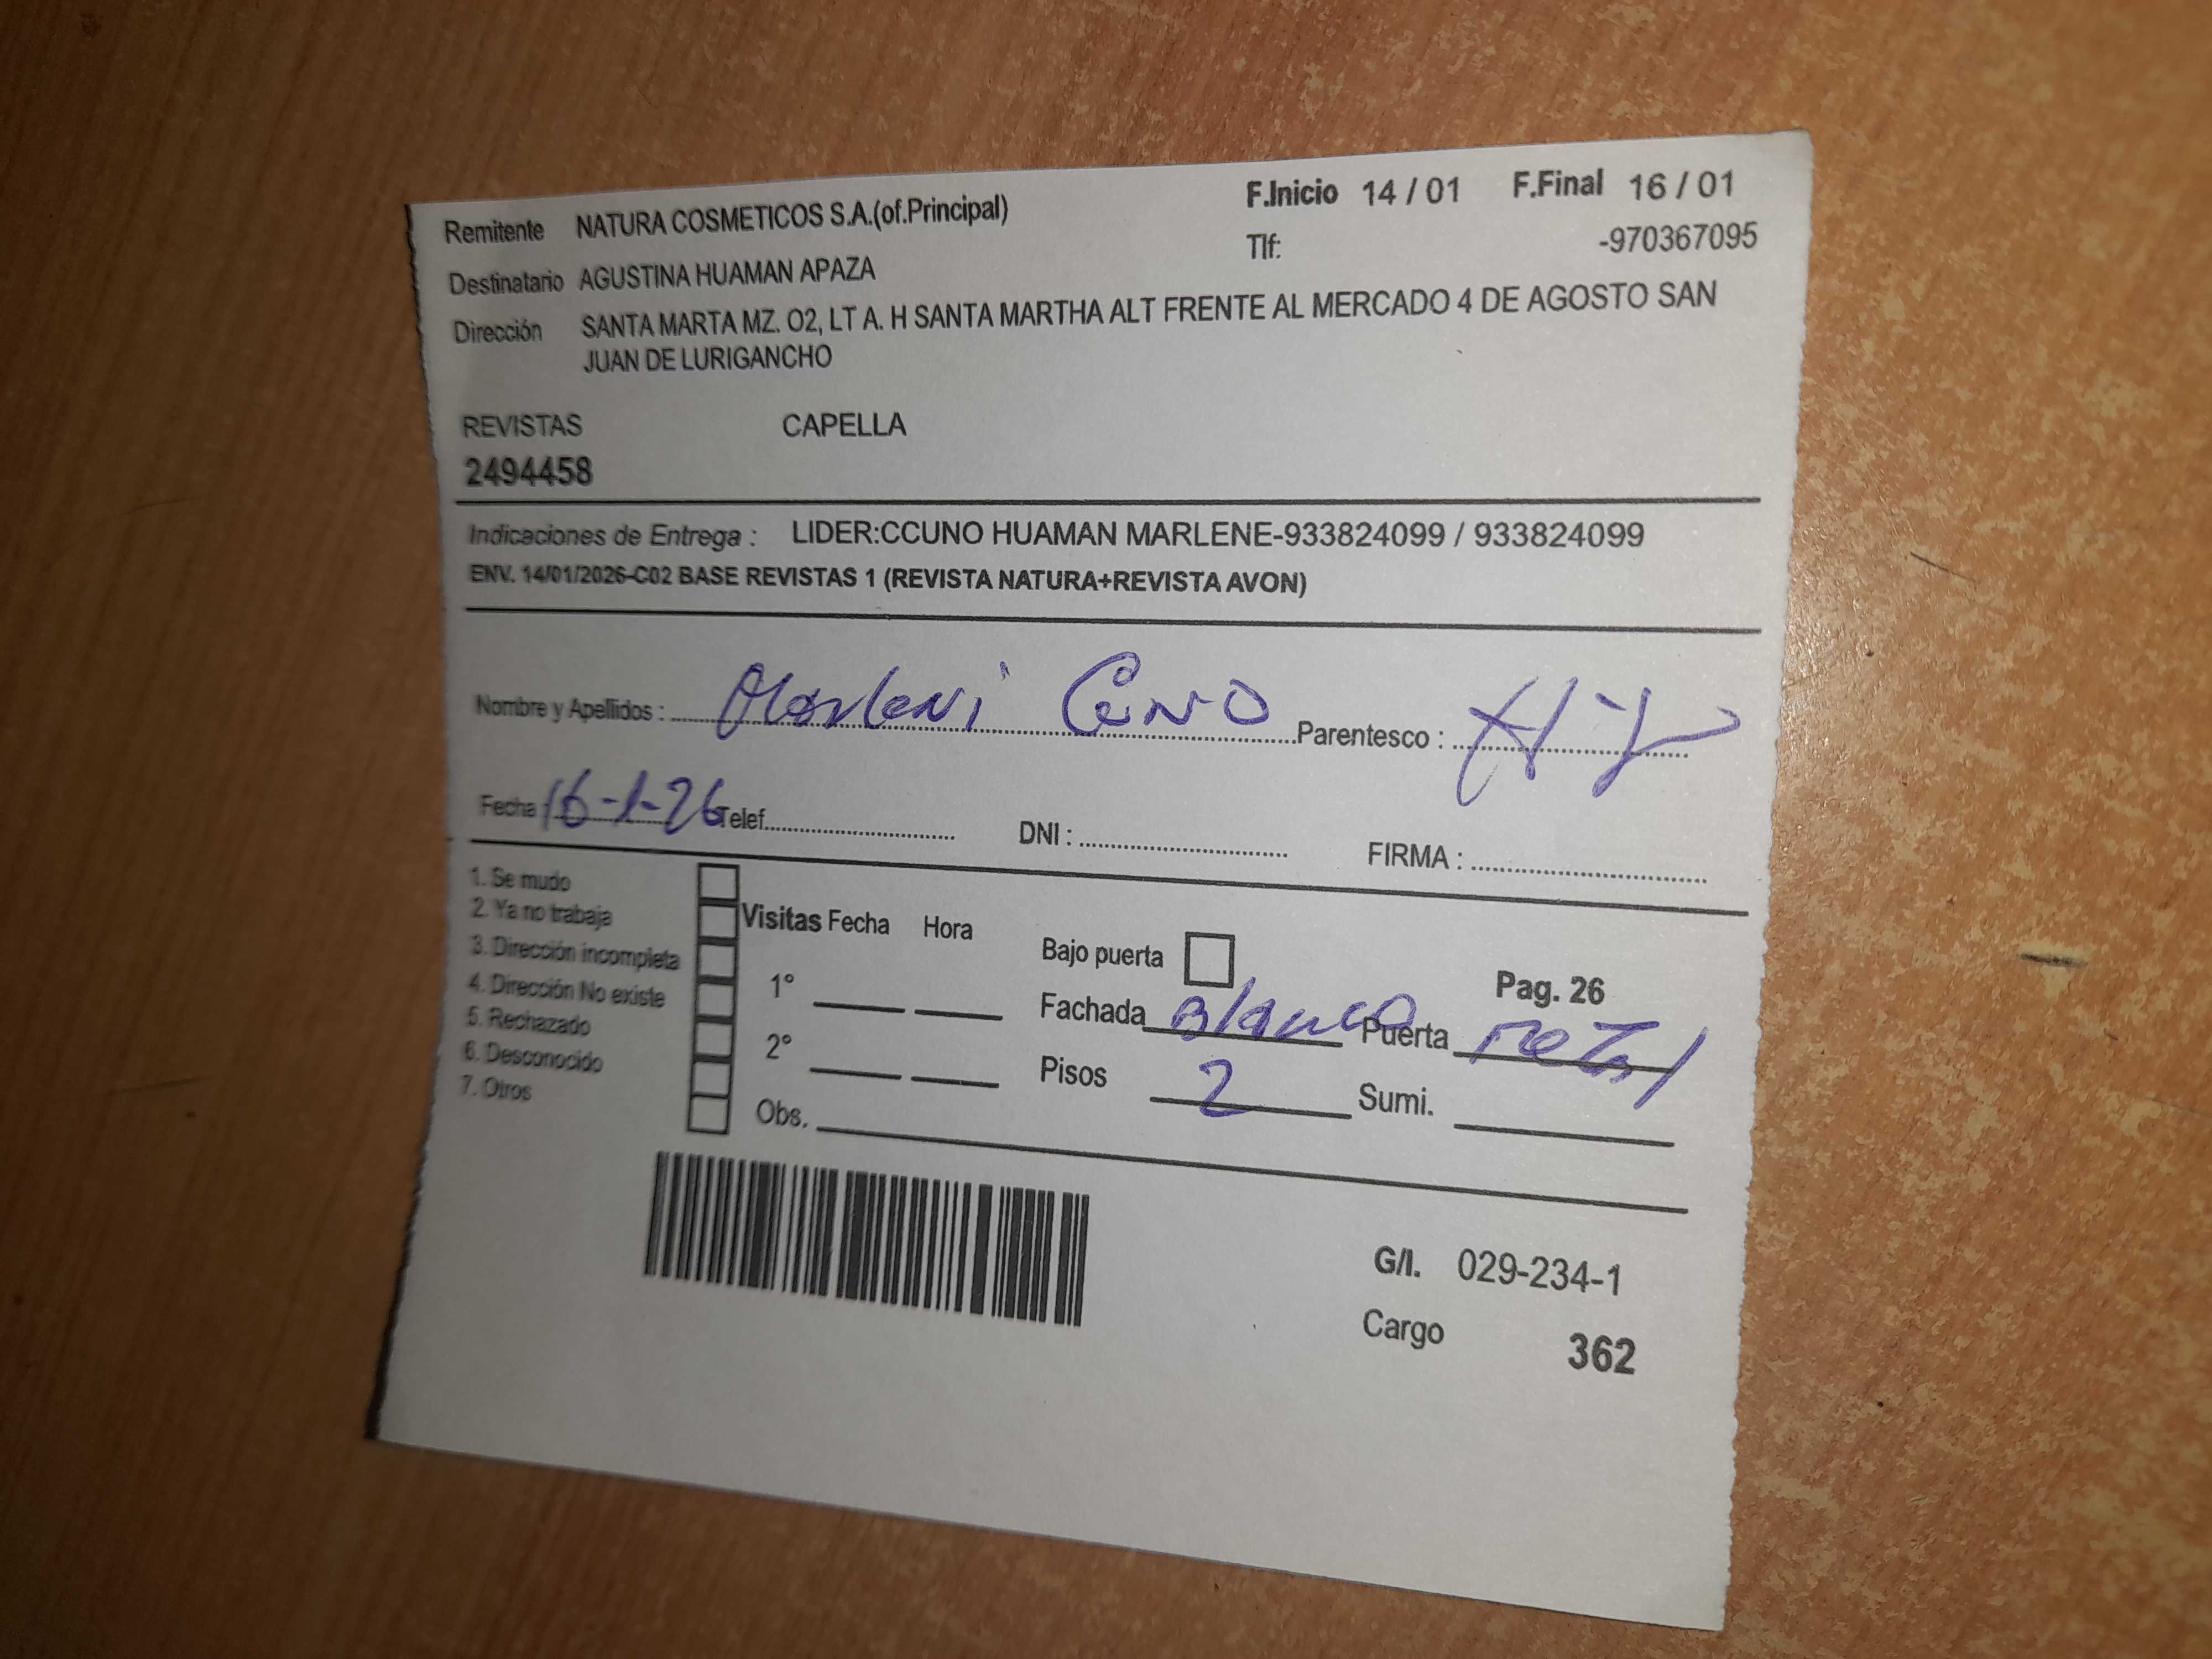 Remitente NATURA COSMETICOS S.A.(of.Principal) F.Inicio 14 / 01 F.Final 16 / 01
Tlf: -970367095
Destinatario AGUSTINA HUAMAN APAZA
Dirección SANTA MARTA MZ. O2, LT A. H SANTA MARTHA ALT FRENTE AL MERCADO 4 DE AGOSTO SAN
JUAN DE LURIGANCHO
REVISTAS CAPELLA
2494458
Indicaciones de Entrega : LIDER:CCUNO HUAMAN MARLENE-933824099 / 933824099
ENV. 14/01/2026-C02 BASE REVISTAS 1 (REVISTA NATURA+REVISTA AVON)
Nombre y Apellidos : Marleni Ccuno Parentesco :
Fecha : 16-1-26 Telef. DNI : FIRMA :
1. Se mudo
2. Ya no trabaja
3. Dirección incompleta
4. Dirección No existe
5. Rechazado
6. Desconocido
7. Otros
Visitas Fecha Hora
1°
2°
Obs.
Bajo puerta Pag. 26
Fachada Blanco Puerta metal
Pisos 2 Sumi.
G/I. 029-234-1
Cargo 362